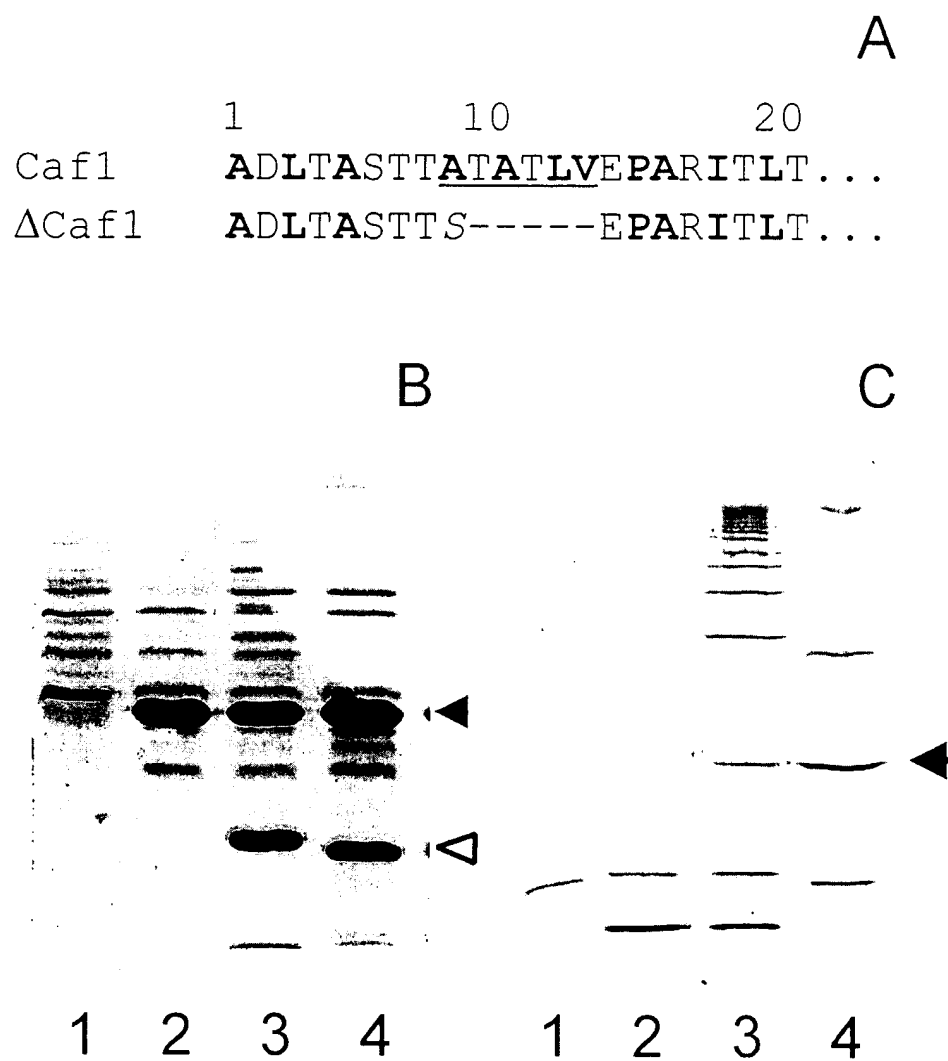 A
1 10 20
Caf1 ADLTASTTATATLVEPARITLT...
ΔCaf1 ADLTASTTS-----EPARITLT...
B C
1 2 3 4 1 2 3 4